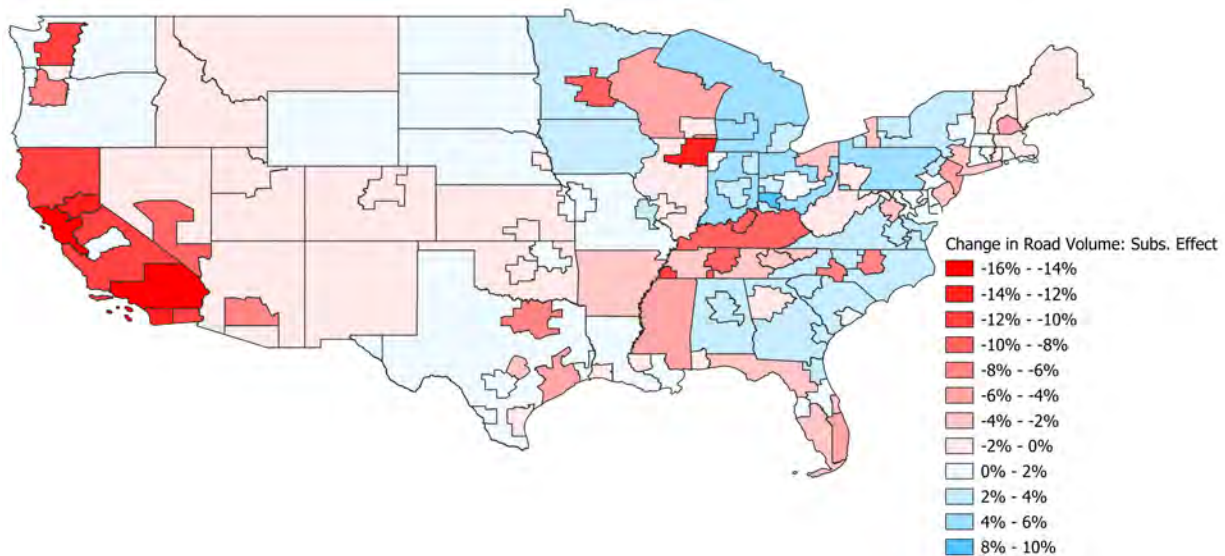 Change in Road Volume: Subs. Effect
-16% - -14%
-14% - -12%
-12% - -10%
-10% - -8%
-8% - -6%
-6% - -4%
-4% - -2%
-2% - 0%
0% - 2%
2% - 4%
4% - 6%
8% - 10%